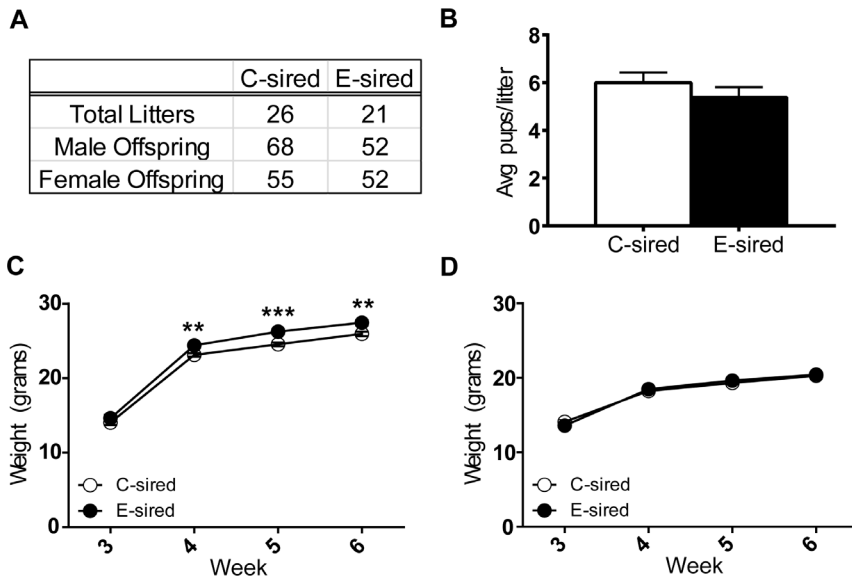 A
C-sired E-sired
Total Litters 26 21
Male Offspring 68 52
Female Offspring 55 52
B
Avg pups/litter
8
6
4
2
0
C-sired E-sired
C
Weight (grams)
30
20
10
0
** *** **
C-sired
E-sired
3 4 5 6
Week
D
Weight (grams)
30
20
10
0
C-sired
E-sired
3 4 5 6
Week